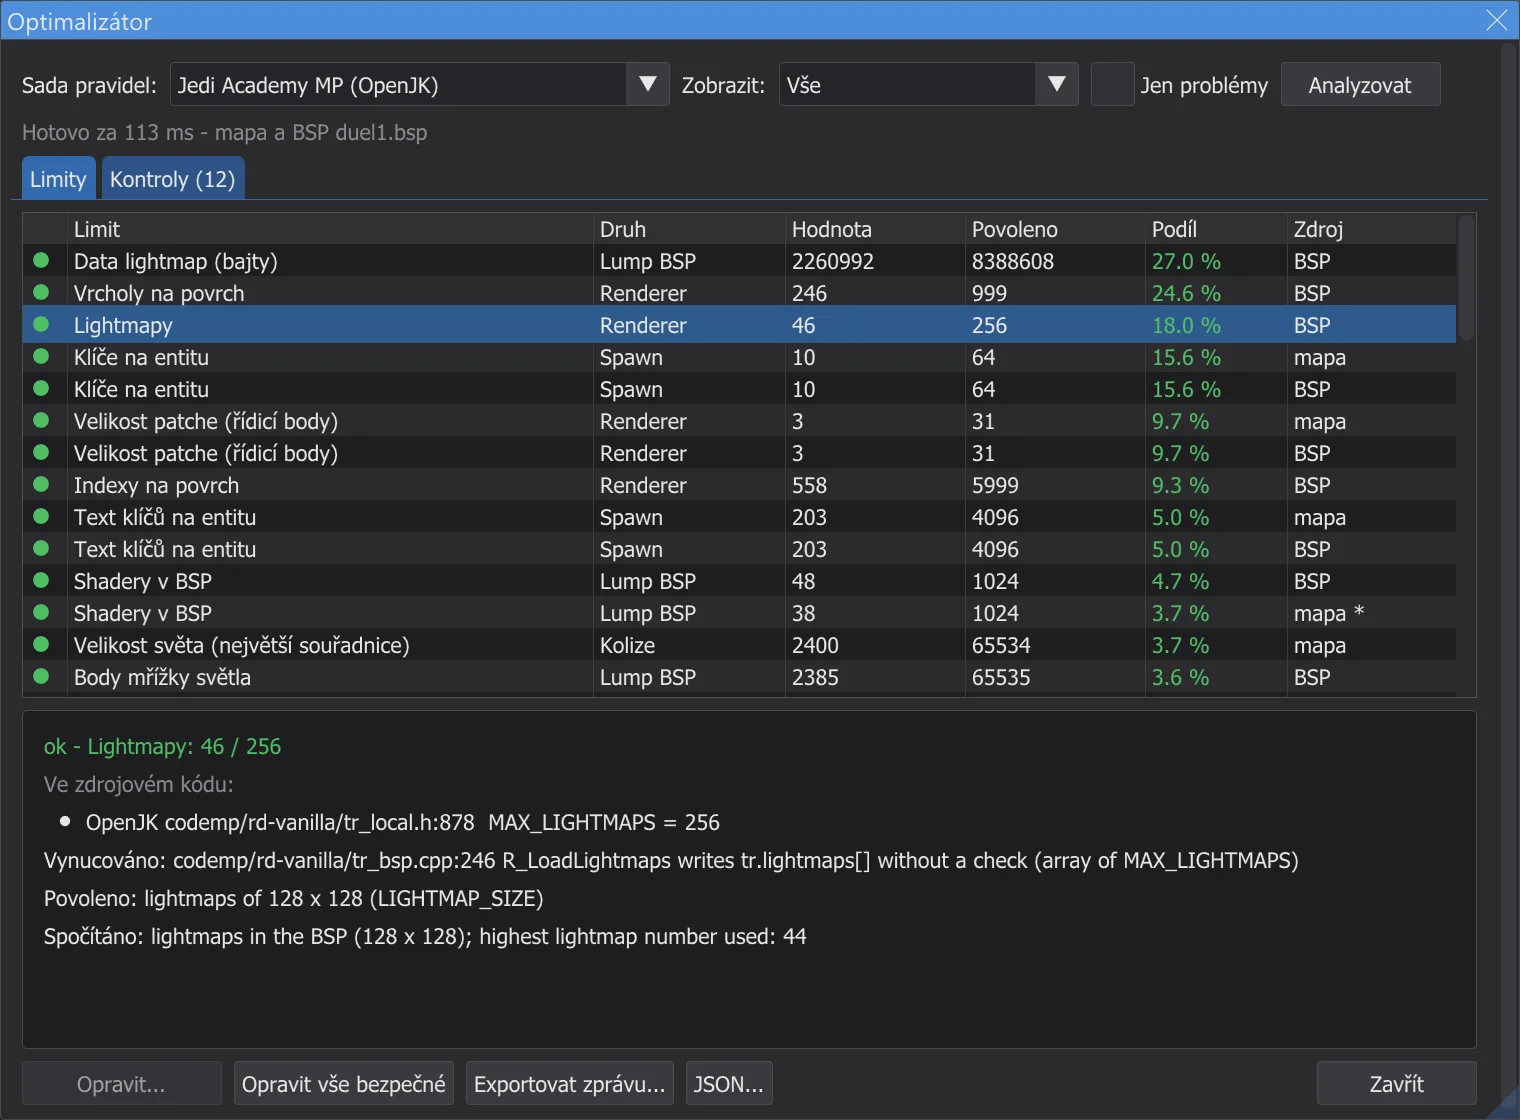 Optimalizátor
Sada pravidel: Jedi Academy MP (OpenJK) Zobrazit: Vše Jen problémy Analyzovat
Hotovo za 113 ms - mapa a BSP duel1.bsp
Limity Kontroly (12)
Limit Druh Hodnota Povoleno Podíl Zdroj
Data lightmap (bajty) Lump BSP 2260992 8388608 27.0 % BSP
Vrcholy na povrch Renderer 246 999 24.6 % BSP
Lightmapy Renderer 46 256 18.0 % BSP
Klíče na entitu Spawn 10 64 15.6 % mapa
Klíče na entitu Spawn 10 64 15.6 % BSP
Velikost patche (řídicí body) Renderer 3 31 9.7 % mapa
Velikost patche (řídicí body) Renderer 3 31 9.7 % BSP
Indexy na povrch Renderer 558 5999 9.3 % BSP
Text klíčů na entitu Spawn 203 4096 5.0 % mapa
Text klíčů na entitu Spawn 203 4096 5.0 % BSP
Shadery v BSP Lump BSP 48 1024 4.7 % BSP
Shadery v BSP Lump BSP 38 1024 3.7 % mapa *
Velikost světa (největší souřadnice) Kolize 2400 65534 3.7 % mapa
Body mřížky světla Lump BSP 2385 65535 3.6 % BSP
ok - Lightmapy: 46 / 256
Ve zdrojovém kódu:
● OpenJK codemp/rd-vanilla/tr_local.h:878 MAX_LIGHTMAPS = 256
Vynucováno: codemp/rd-vanilla/tr_bsp.cpp:246 R_LoadLightmaps writes tr.lightmaps[] without a check (array of MAX_LIGHTMAPS)
Povoleno: lightmaps of 128 x 128 (LIGHTMAP_SIZE)
Spočítáno: lightmaps in the BSP (128 x 128); highest lightmap number used: 44
Opravit... Opravit vše bezpečné Exportovat zprávu... JSON... Zavřít